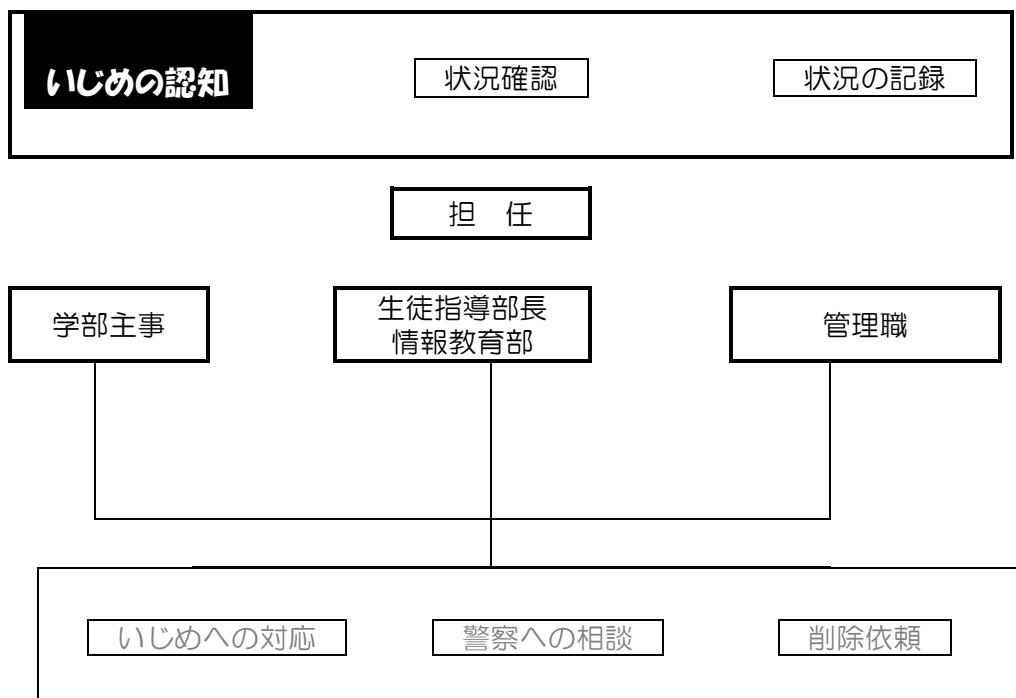 いじめの認知
状況確認
状況の記録
担　任
学部主事
生徒指導部長
情報教育部
管理職
いじめへの対応
警察への相談
削除依頼